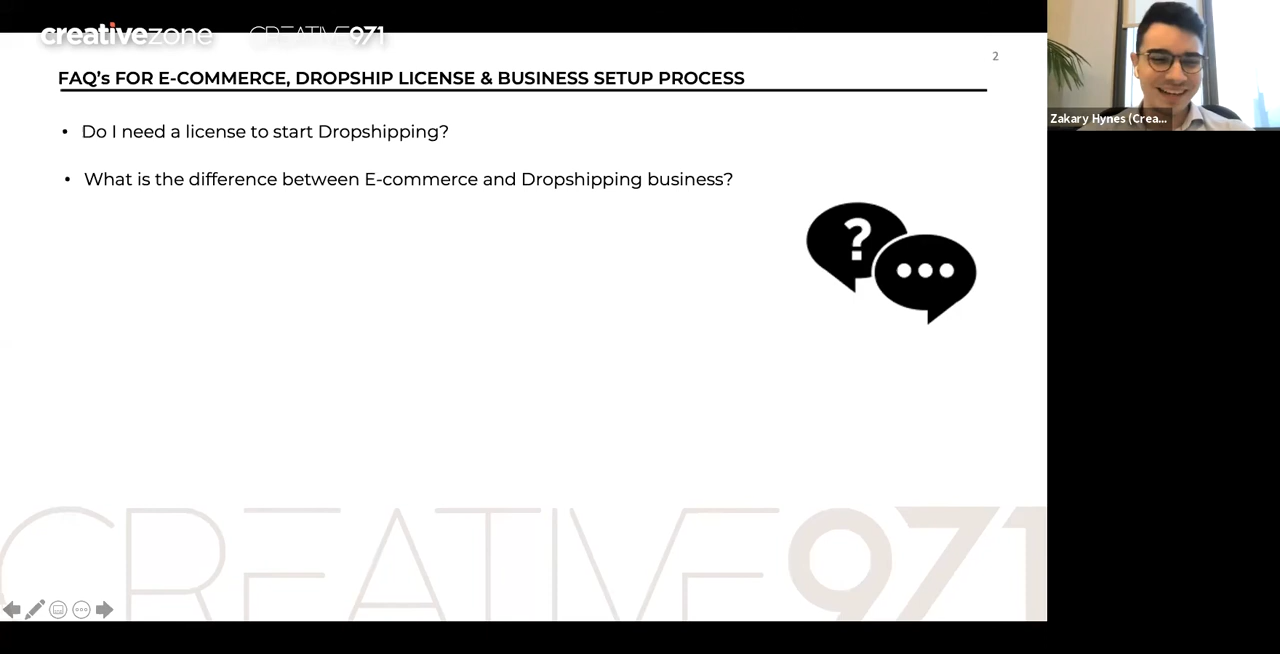 creativezone CREATIVE971
2
FAQ's FOR E-COMMERCE, DROPSHIP LICENSE & BUSINESS SETUP PROCESS
• Do I need a license to start Dropshipping?
• What is the difference between E-commerce and Dropshipping business?
?
Zakary Hynes (Crea...
CREATIVE971